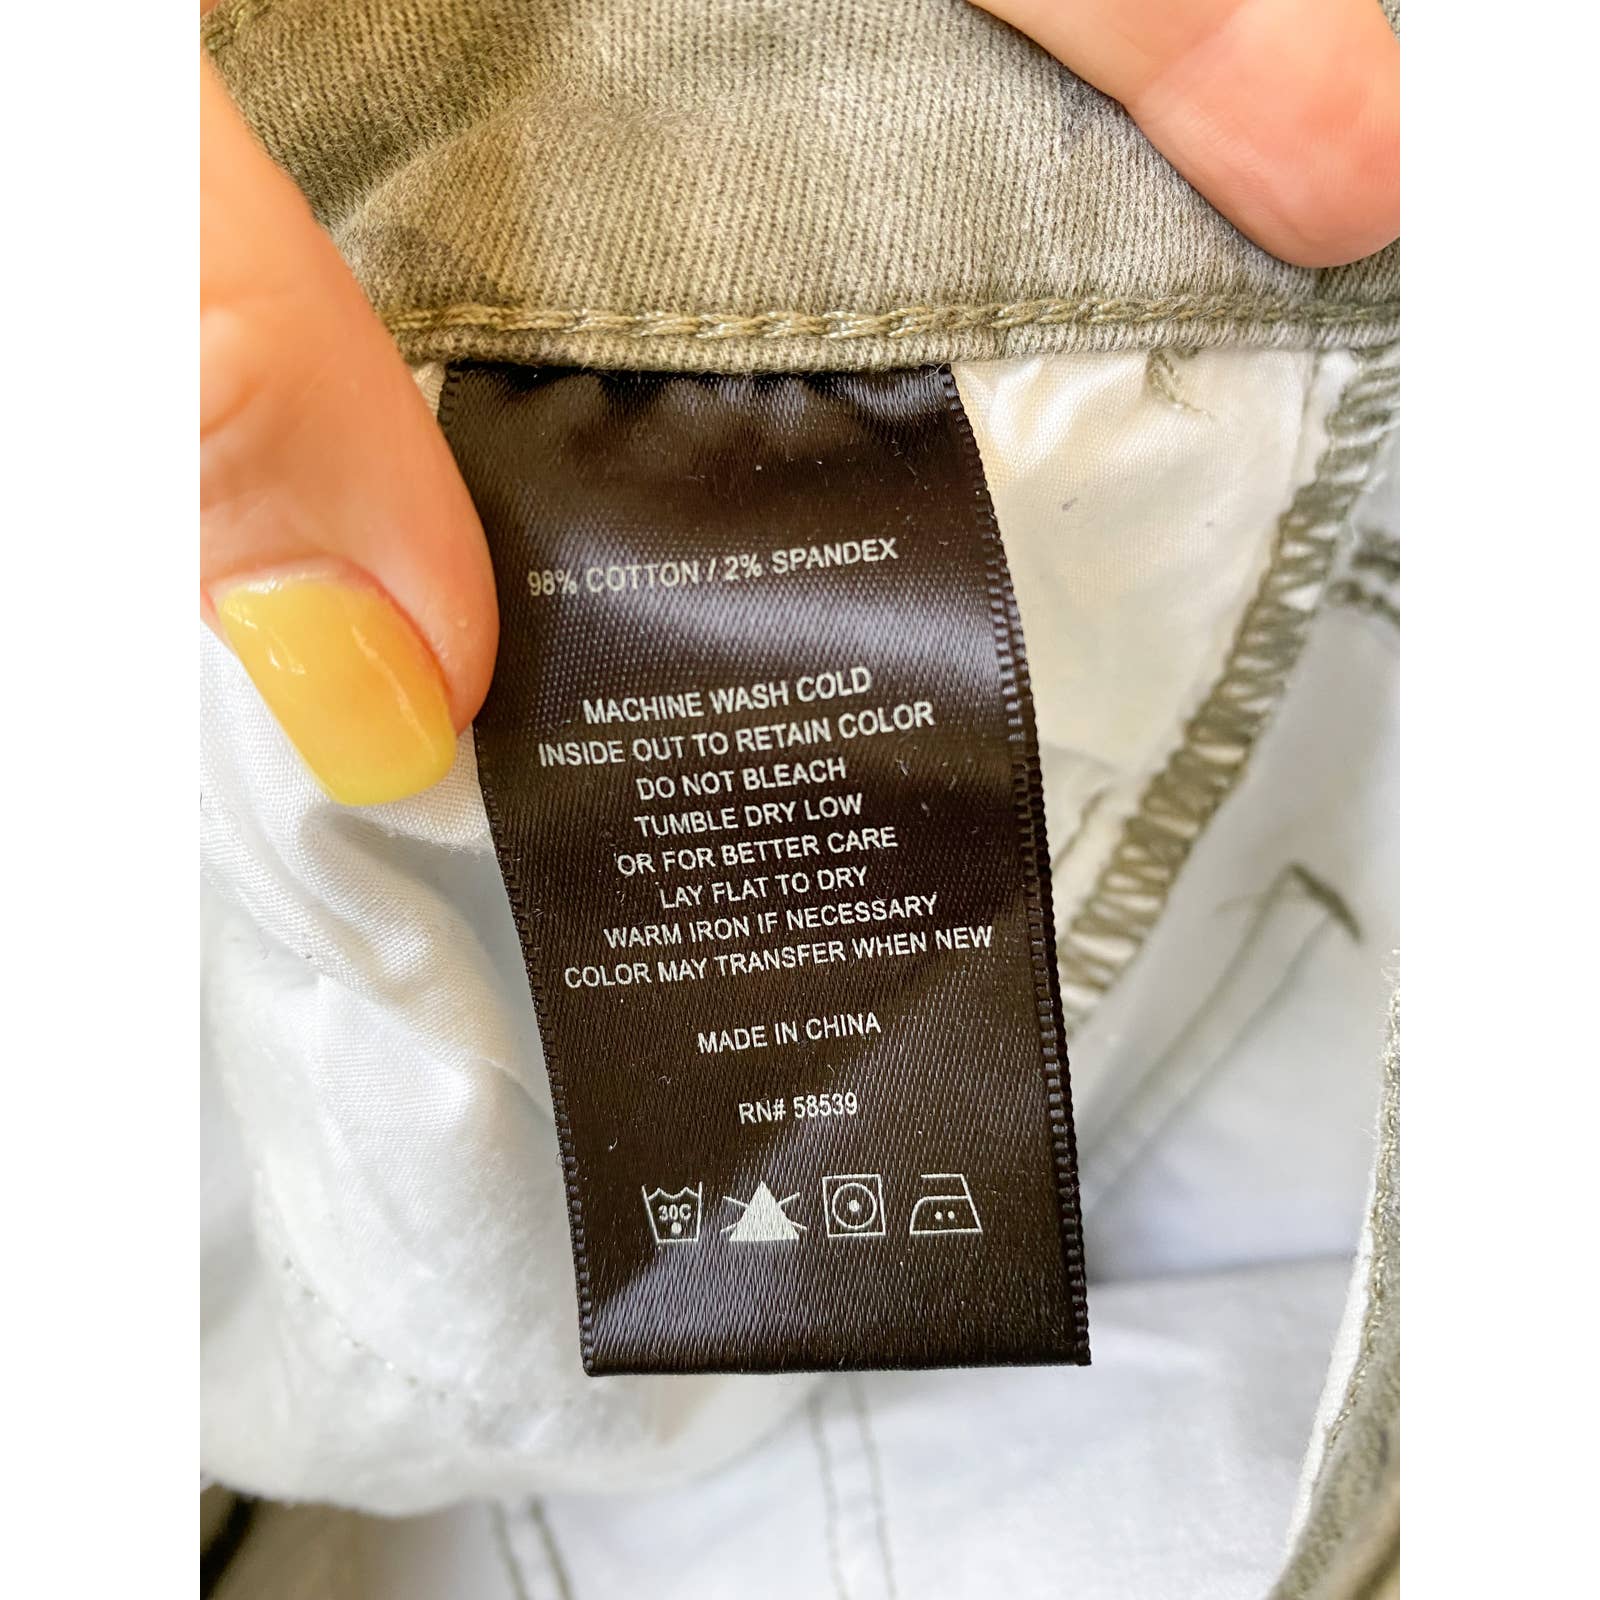 98% COTTON / 2% SPANDEX
MACHINE WASH COLD
INSIDE OUT TO RETAIN COLOR
DO NOT BLEACH
TUMBLE DRY LOW
OR FOR BETTER CARE
LAY FLAT TO DRY
WARM IRON IF NECESSARY
COLOR MAY TRANSFER WHEN NEW
MADE IN CHINA
RN# 58539
30C